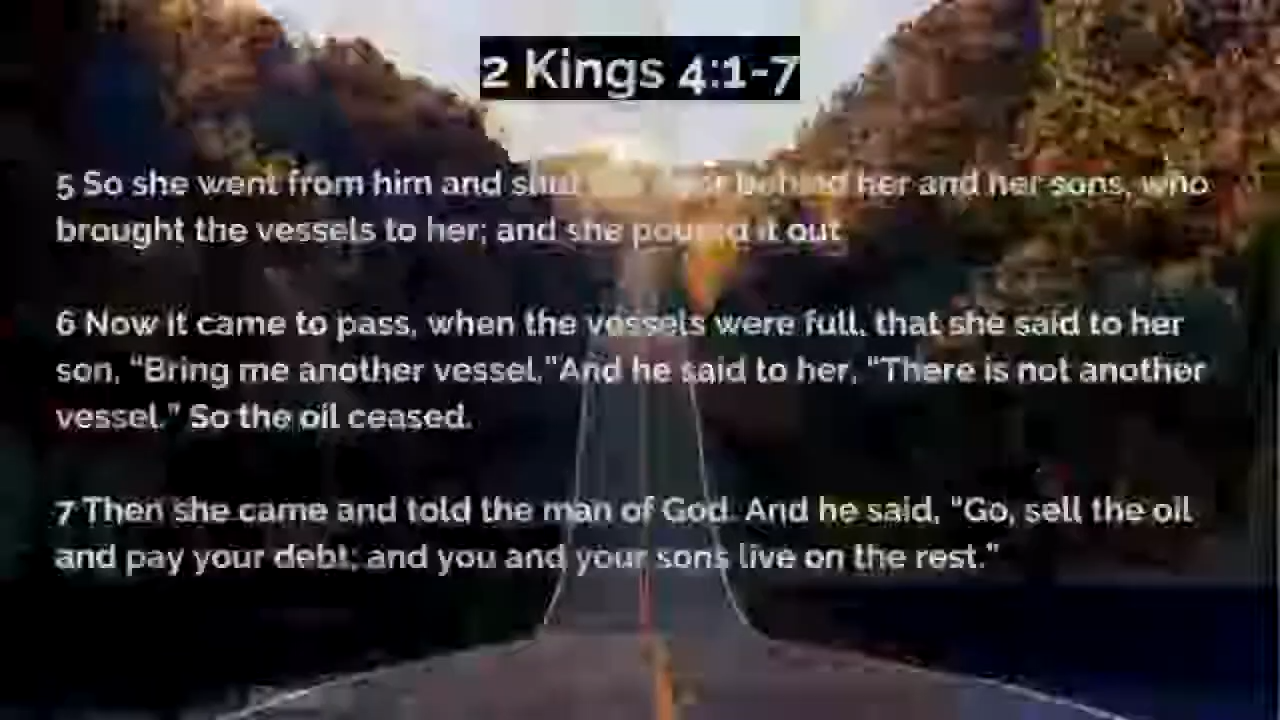 2 Kings 4:1-7
5 So she went from him and shut the door behind her and her sons, who
brought the vessels to her; and she poured it out.
6 Now it came to pass, when the vessels were full, that she said to her
son, “Bring me another vessel.”And he said to her, “There is not another
vessel.” So the oil ceased.
7 Then she came and told the man of God. And he said, “Go, sell the oil
and pay your debt; and you and your sons live on the rest.”